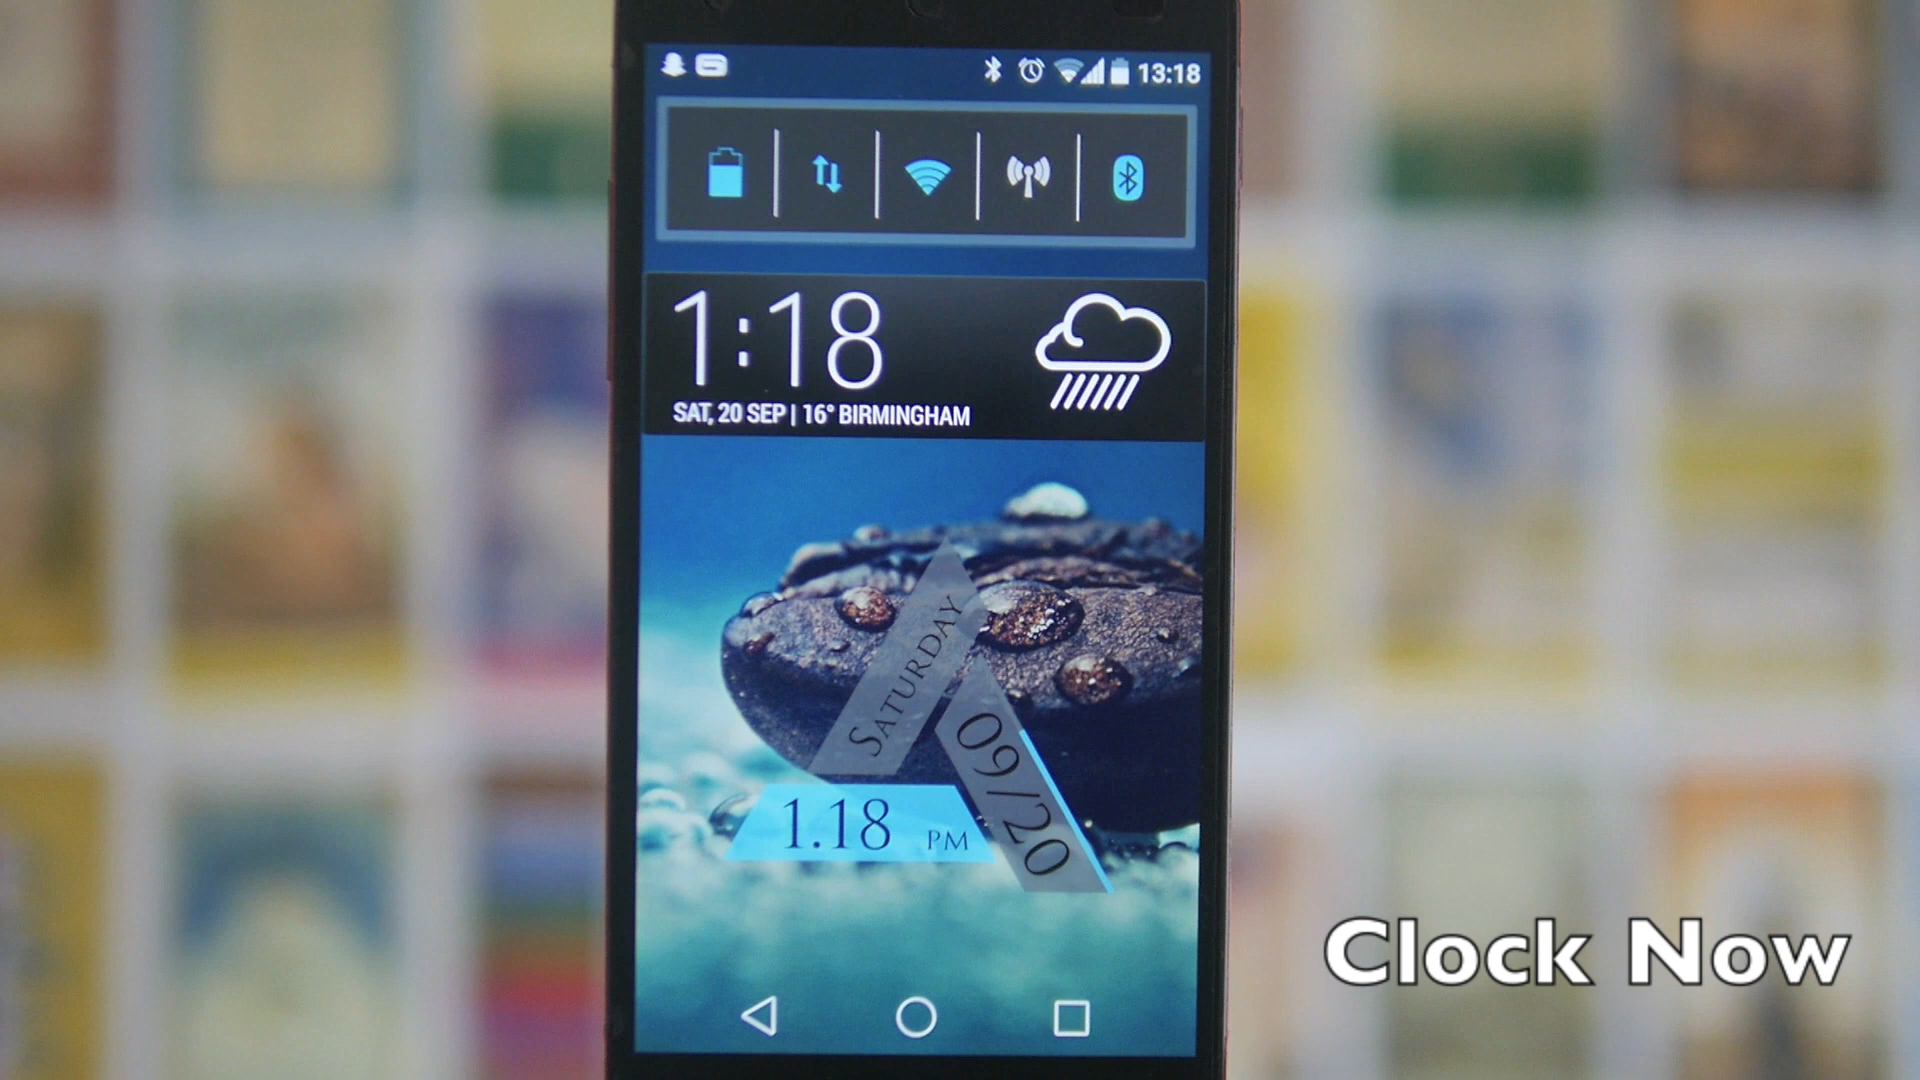 13:18
1:18
SAT, 20 SEP | 16° BIRMINGHAM
SATURDAY
09/20
1.18 PM
Clock Now